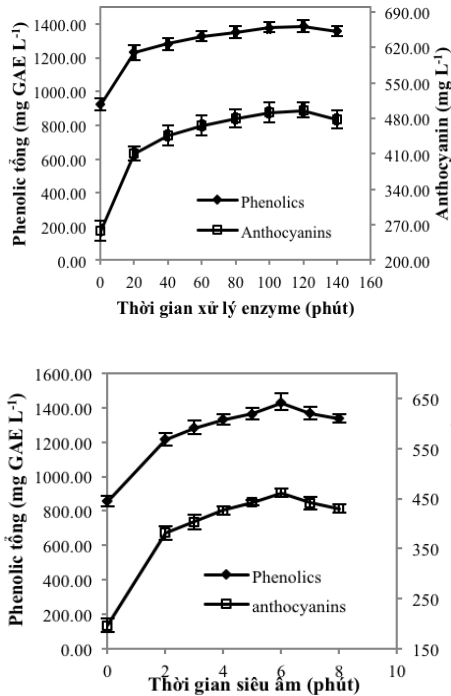 Phenolic tổng (mg GAE L⁻¹)
1400.00
1200.00
1000.00
800.00
600.00
400.00
200.00
0.00
Anthocyanin (mg L⁻¹)
690.00
620.00
550.00
480.00
410.00
340.00
270.00
200.00
Phenolics
Anthocyanins
0 20 40 60 80 100 120 140 160
Thời gian xử lý enzyme (phút)
Phenolic tổng (mg GAE L⁻¹)
1600.00
1400.00
1200.00
1000.00
800.00
600.00
400.00
200.00
0.00
650
550
450
350
250
150
Phenolics
anthocyanins
0 2 4 6 8 10
Thời gian siêu âm (phút)